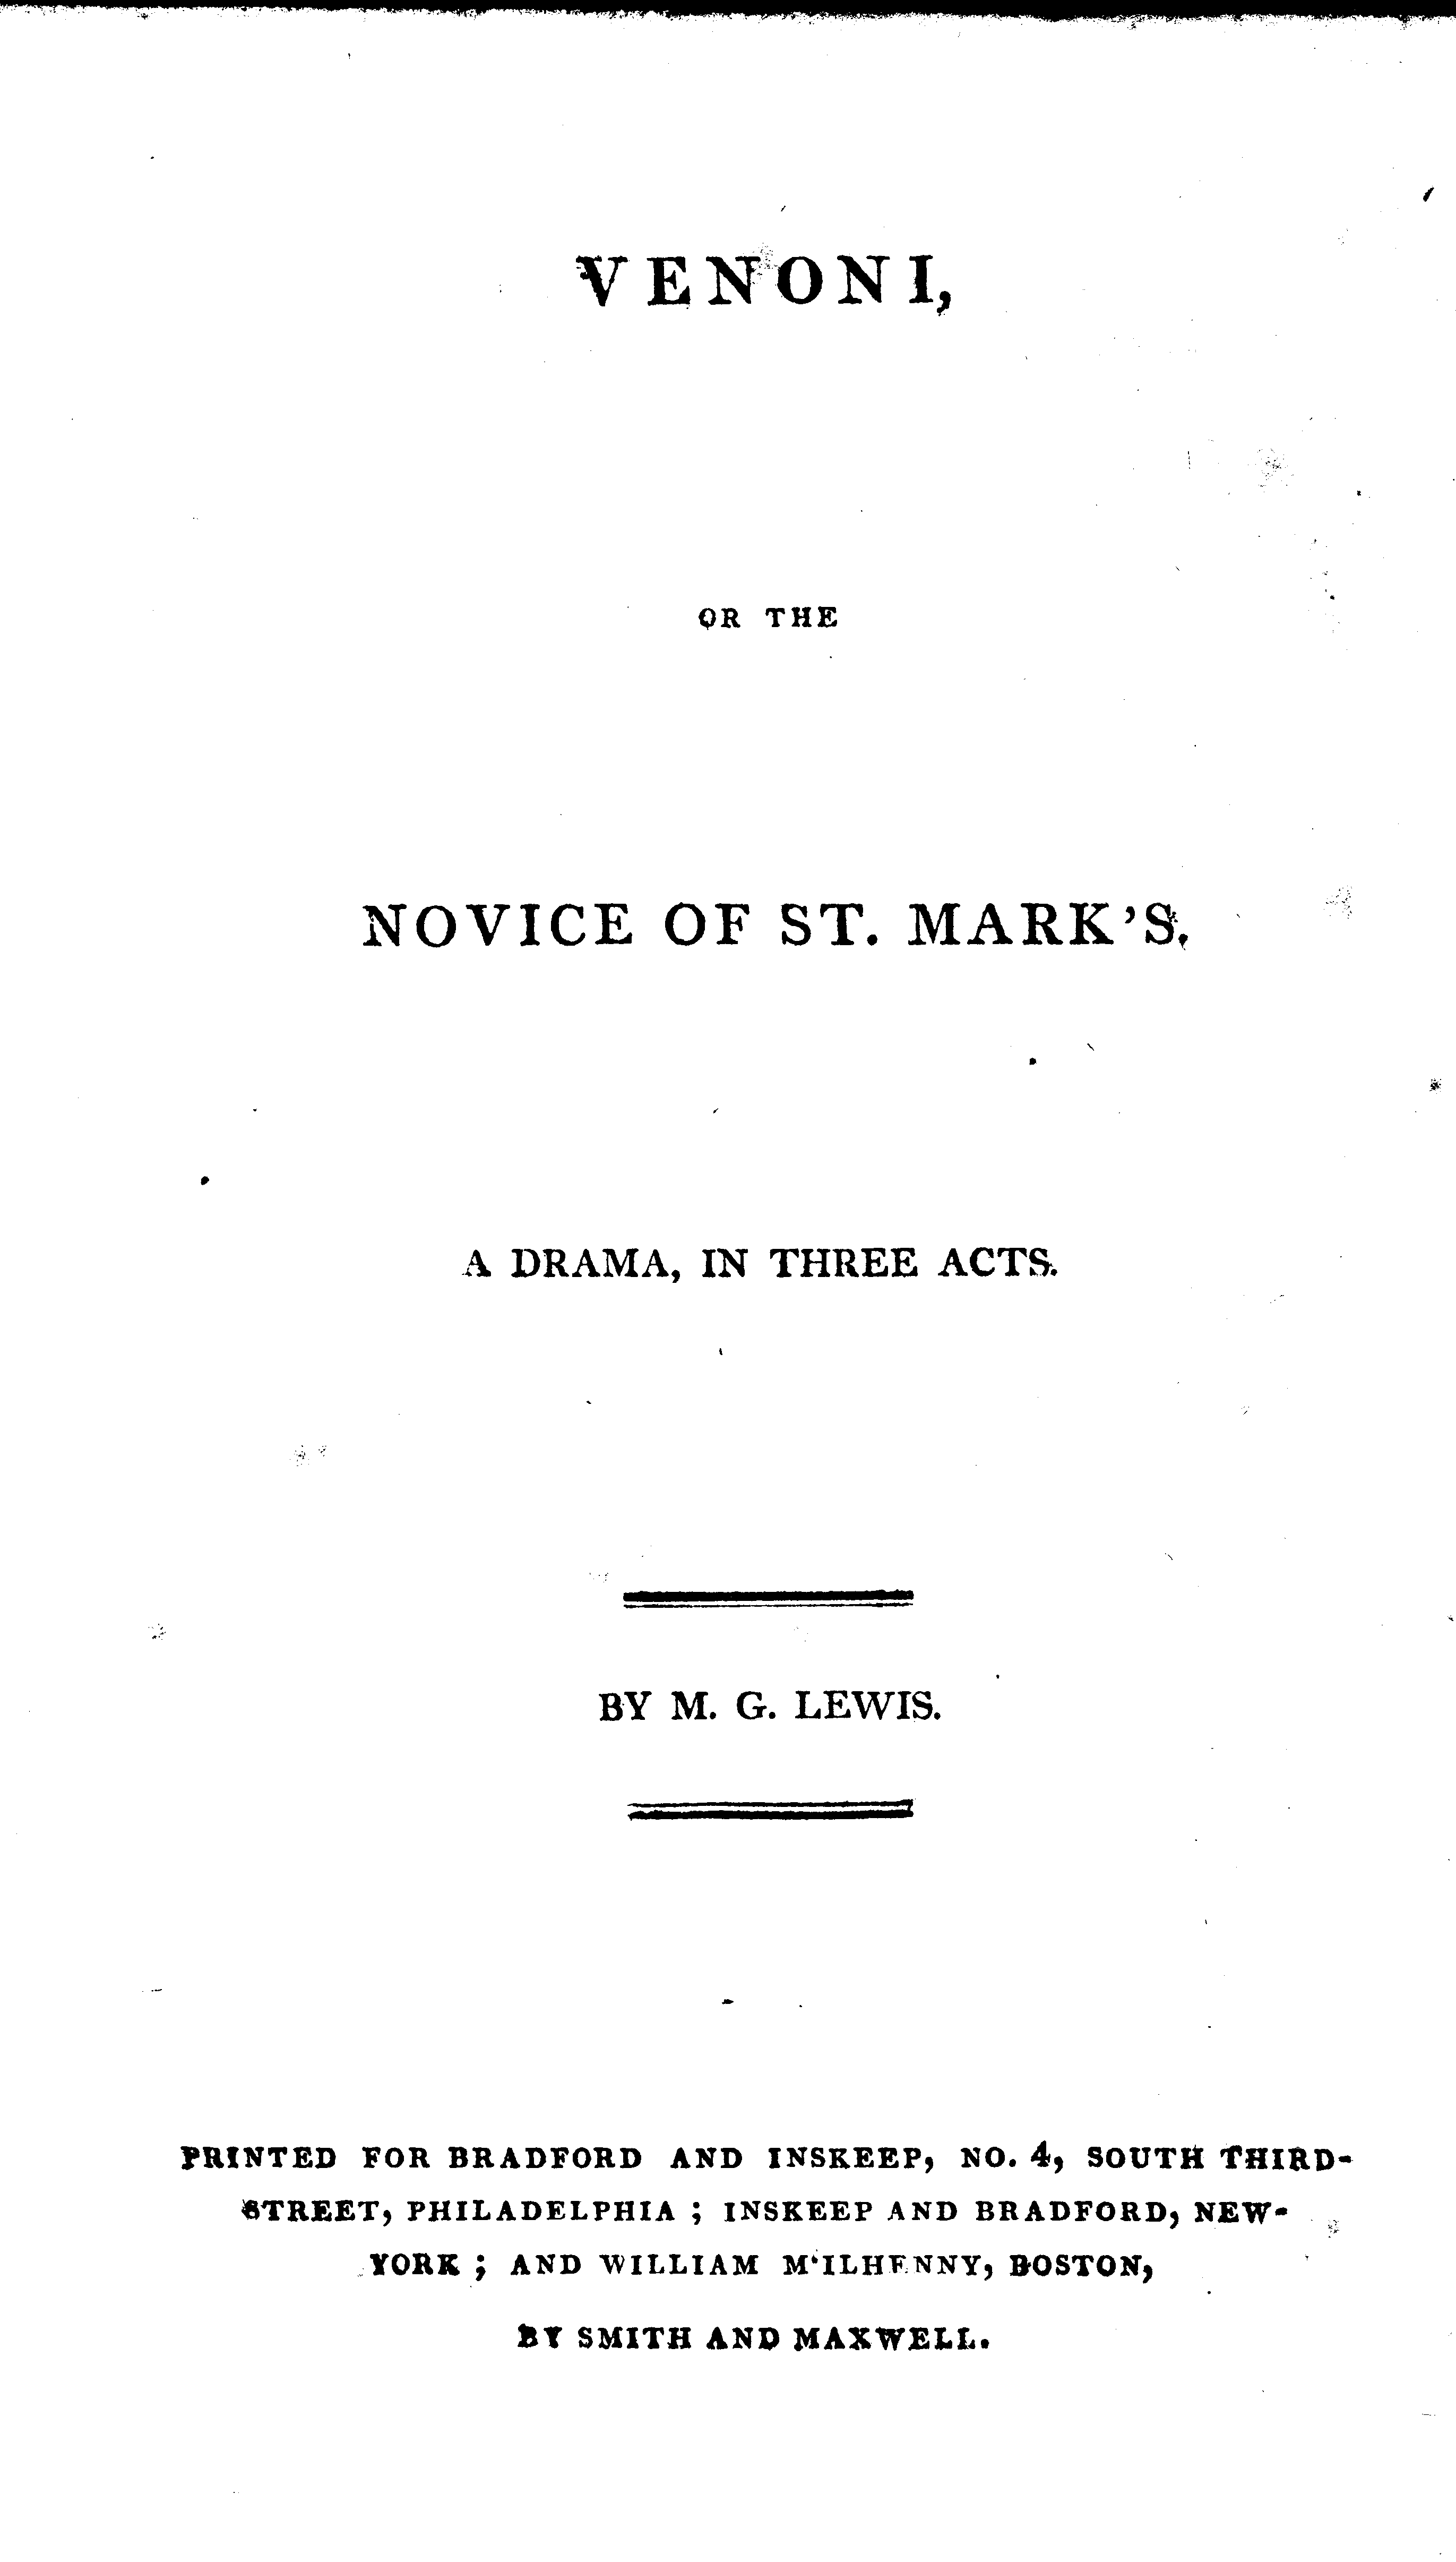 VENONI,
OR THE
NOVICE OF ST. MARK'S.
A DRAMA, IN THREE ACTS.
BY M. G. LEWIS.
PRINTED FOR BRADFORD AND INSKEEP, NO. 4, SOUTH THIRD-
STREET, PHILADELPHIA ; INSKEEP AND BRADFORD, NEW-
YORK ; AND WILLIAM M‘ILHENNY, BOSTON,
BY SMITH AND MAXWELL.